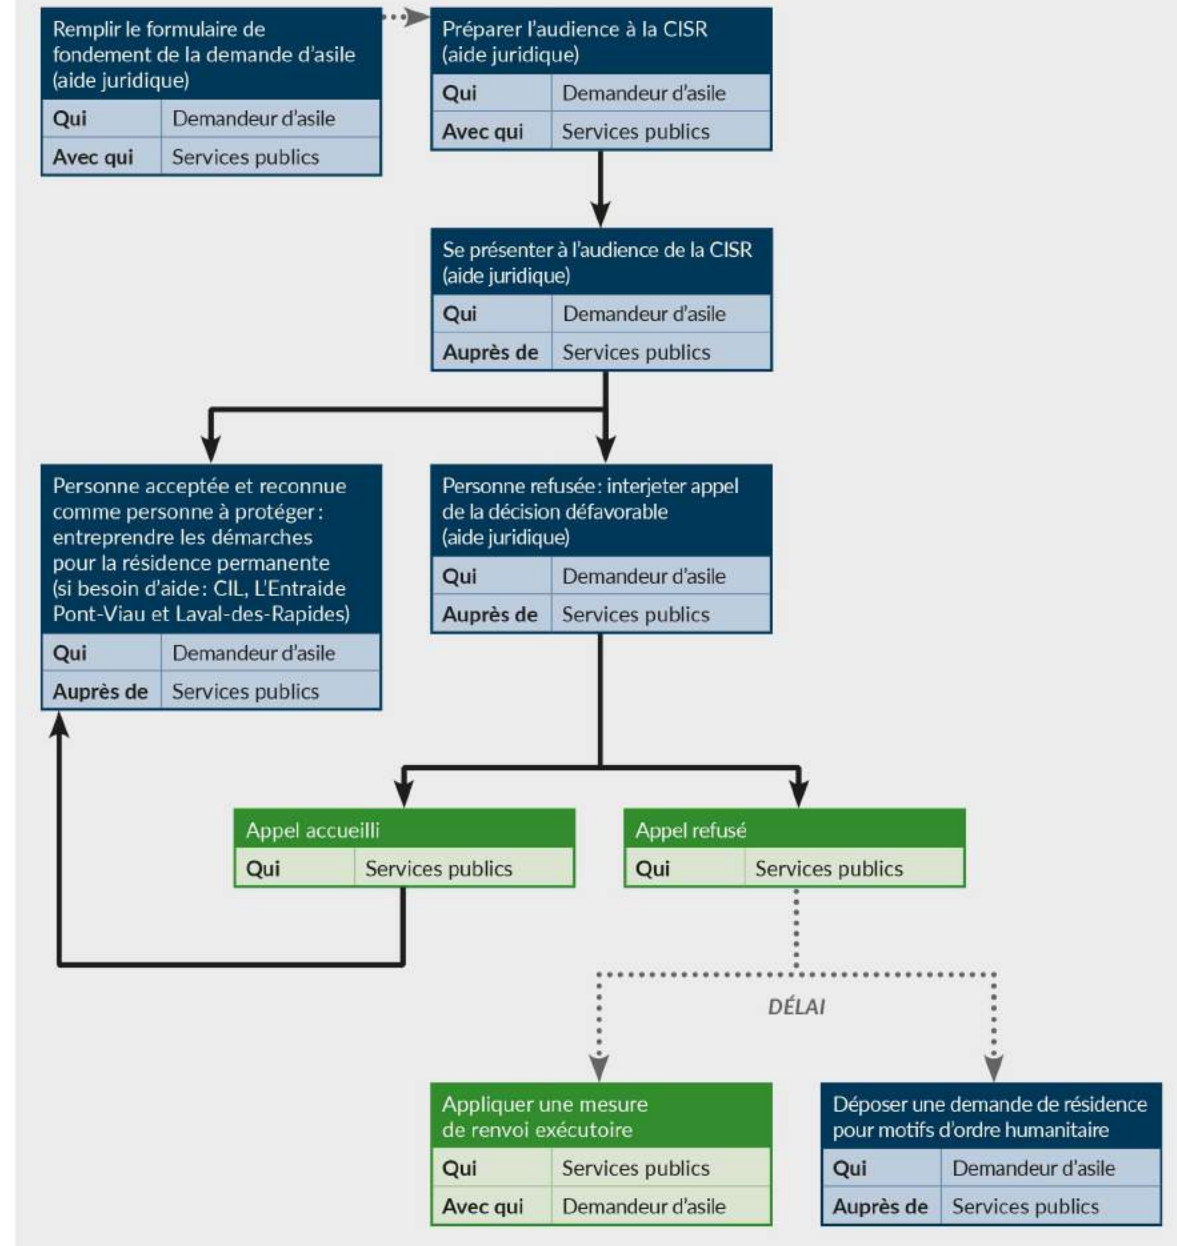 Remplir le formulaire de
fondement de la demande d'asile
(aide juridique)
Qui Demandeur d'asile
Avec qui Services publics
Préparer l'audience à la CISR
(aide juridique)
Qui Demandeur d'asile
Avec qui Services publics
Se présenter à l'audience de la CISR
(aide juridique)
Qui Demandeur d'asile
Auprès de Services publics
Personne acceptée et reconnue
comme personne à protéger :
entreprendre les démarches
pour la résidence permanente
(si besoin d'aide : CIL, L'Entraide
Pont-Viau et Laval-des-Rapides)
Qui Demandeur d'asile
Auprès de Services publics
Personne refusée : interjeter appel
de la décision défavorable
(aide juridique)
Qui Demandeur d'asile
Auprès de Services publics
Appel accueilli
Qui Services publics
Appel refusé
Qui Services publics
DÉLAI
Appliquer une mesure
de renvoi exécutoire
Qui Services publics
Avec qui Demandeur d'asile
Déposer une demande de résidence
pour motifs d'ordre humanitaire
Qui Demandeur d'asile
Auprès de Services publics